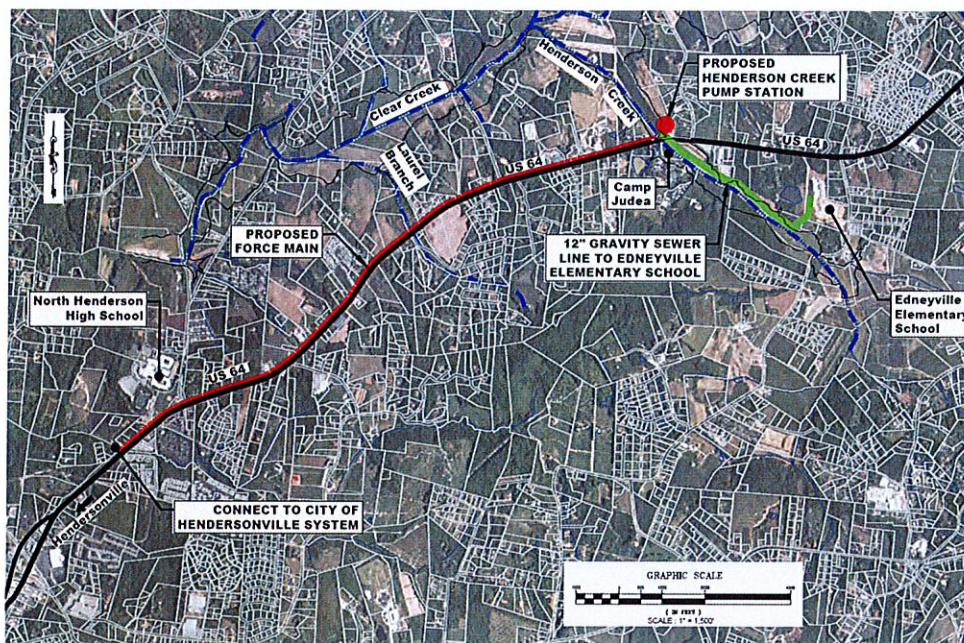 PROPOSED
HENDERSON CREEK
PUMP STATION
Henderson
Creek
Clear Creek
Laurel
Branch
US 64
US 64
Camp
Judea
PROPOSED
FORCE MAIN
12" GRAVITY SEWER
LINE TO EDNEYVILLE
ELEMENTARY SCHOOL
Edneyville
Elementary
School
North Henderson
High School
US 64
CONNECT TO CITY OF
HENDERSONVILLE SYSTEM
Hendersonville
GRAPHIC SCALE
( IN FEET )
SCALE : 1" = 1,500'